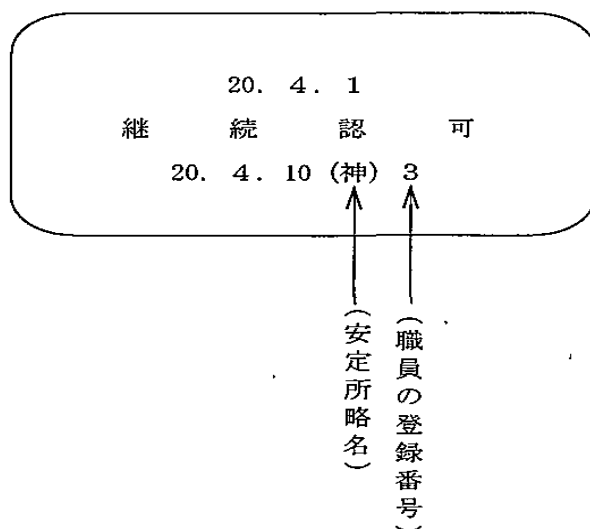 20. 4. 1
継続認可
20. 4. 10 (神) 3
(職員の登録番号)
(安定所略名)